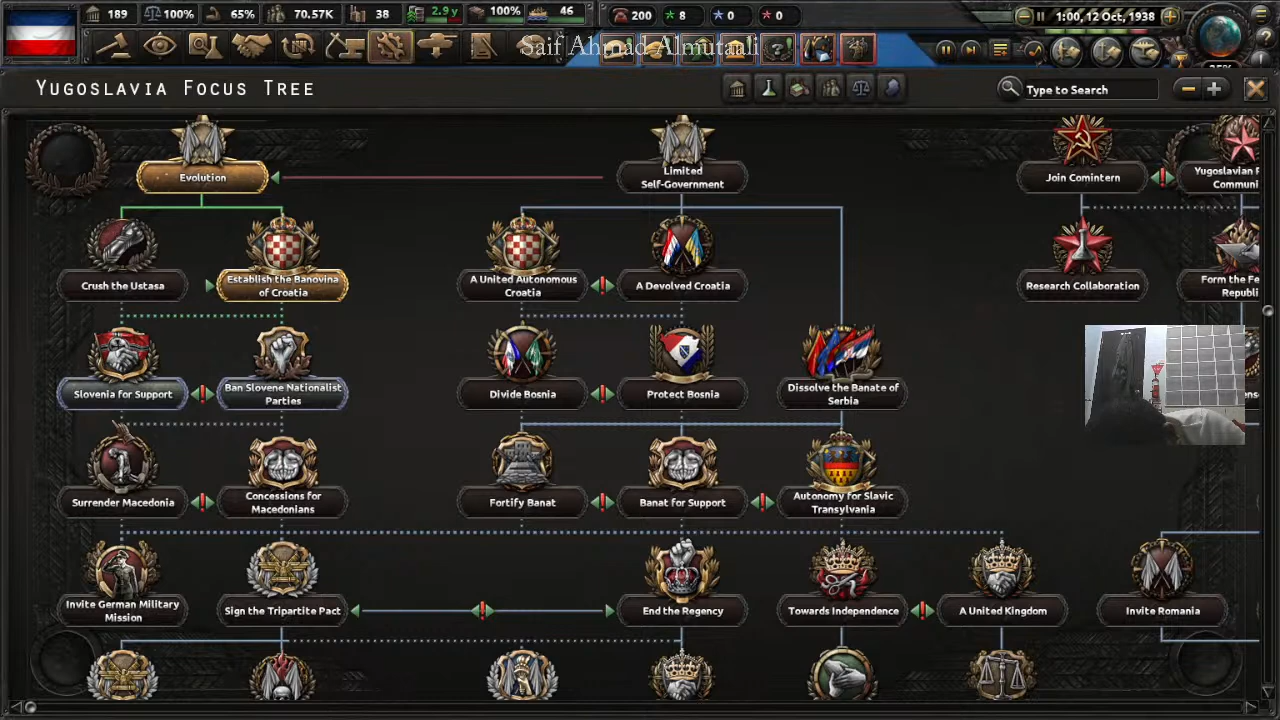 189 100% 65% 70.57K 38 2.9 y 100% 46 200 8 0 0 1:00, 12 Oct, 1938
Saif Ahmad Almutaali
Yugoslavia Focus Tree
Type to Search
Evolution
Limited
Self-Government
Join Comintern
Crush the Ustasa
Establish the Banovina
of Croatia
A United Autonomous
Croatia
A Devolved Croatia
Research Collaboration
Slovenia for Support
Ban Slovene Nationalist
Parties
Divide Bosnia
Protect Bosnia
Dissolve the Banate of
Serbia
Surrender Macedonia
Concessions for
Macedonians
Fortify Banat
Banat for Support
Autonomy for Slavic
Transylvania
Invite German Military
Mission
Sign the Tripartite Pact
End the Regency
Towards Independence
A United Kingdom
Invite Romania